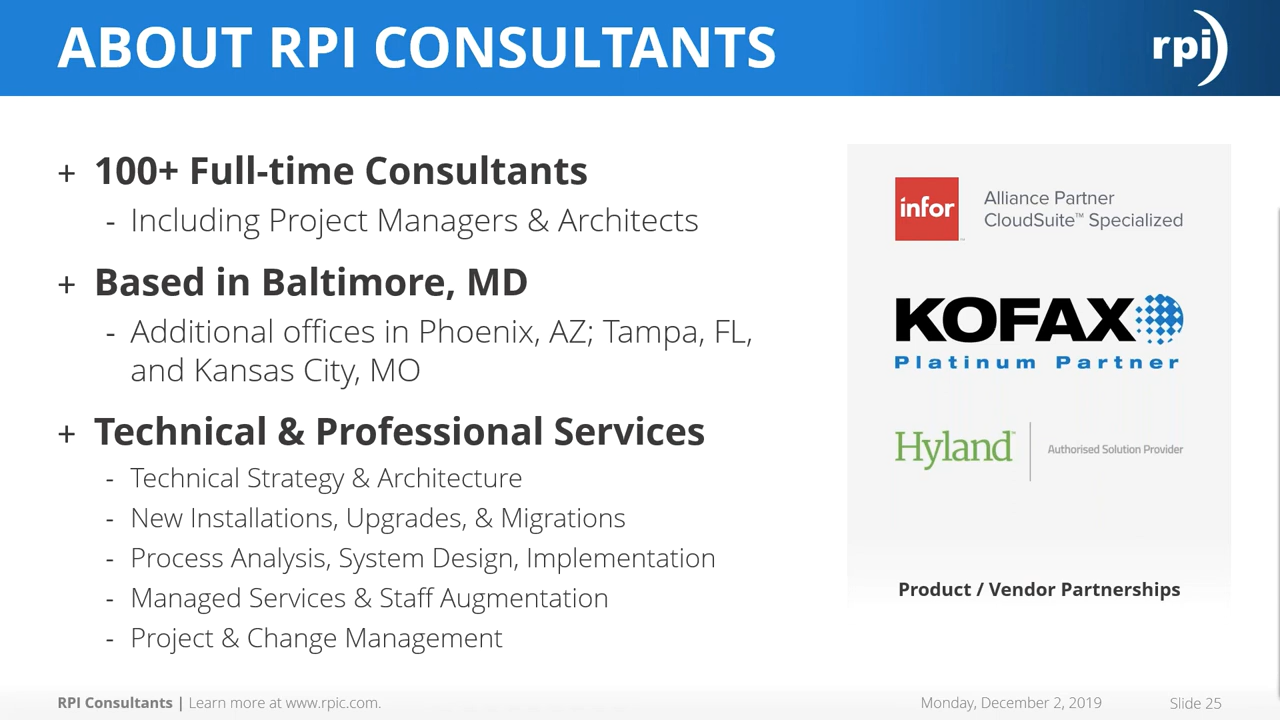 ABOUT RPI CONSULTANTS
rpi
+ 100+ Full-time Consultants
- Including Project Managers & Architects
+ Based in Baltimore, MD
- Additional offices in Phoenix, AZ; Tampa, FL,
and Kansas City, MO
+ Technical & Professional Services
- Technical Strategy & Architecture
- New Installations, Upgrades, & Migrations
- Process Analysis, System Design, Implementation
- Managed Services & Staff Augmentation
- Project & Change Management
infor
Alliance Partner
CloudSuite™ Specialized
KOFAX
Platinum Partner
Hyland™
Authorised Solution Provider
Product / Vendor Partnerships
RPI Consultants | Learn more at www.rpic.com.
Monday, December 2, 2019
Slide 25